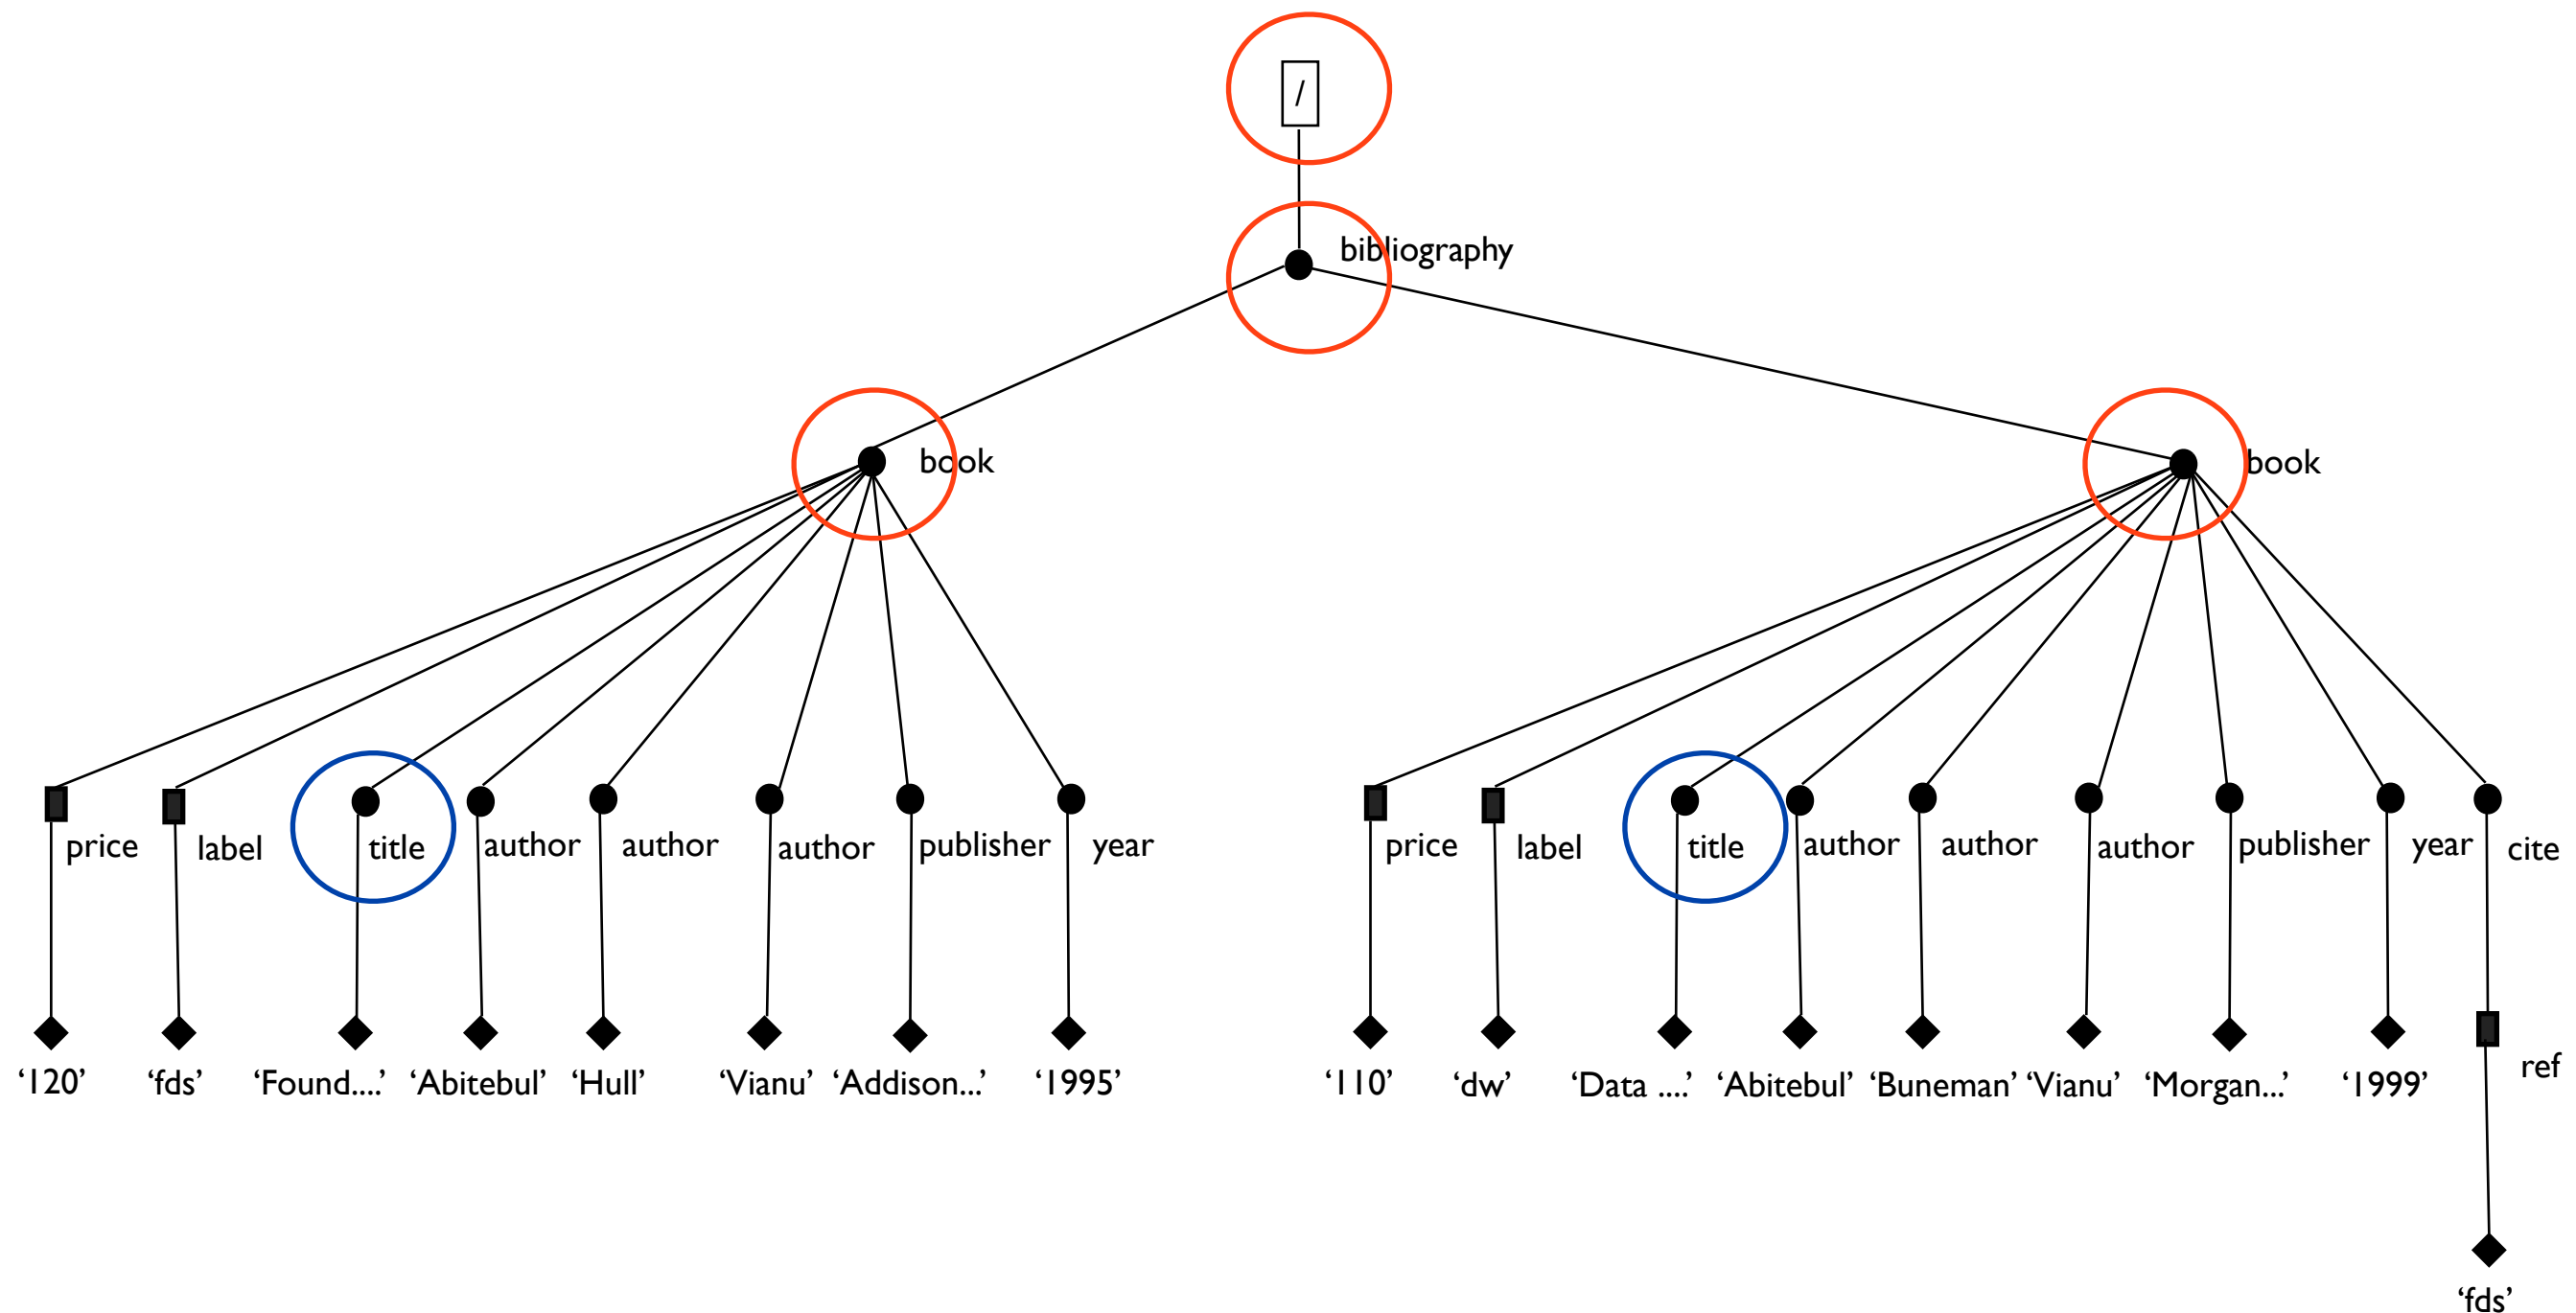 /
bibliography
book book
price label title author author author publisher year price label title author author author publisher year cite
‘120’ ‘fds’ ‘Found....’ ‘Abitebul’ ‘Hull’ ‘Vianu’ ‘Addison...’ ‘1995’ ‘110’ ‘dw’ ‘Data ....’ ‘Abitebul’ ‘Buneman’ ‘Vianu’ ‘Morgan...’ ‘1999’ ref
‘fds’